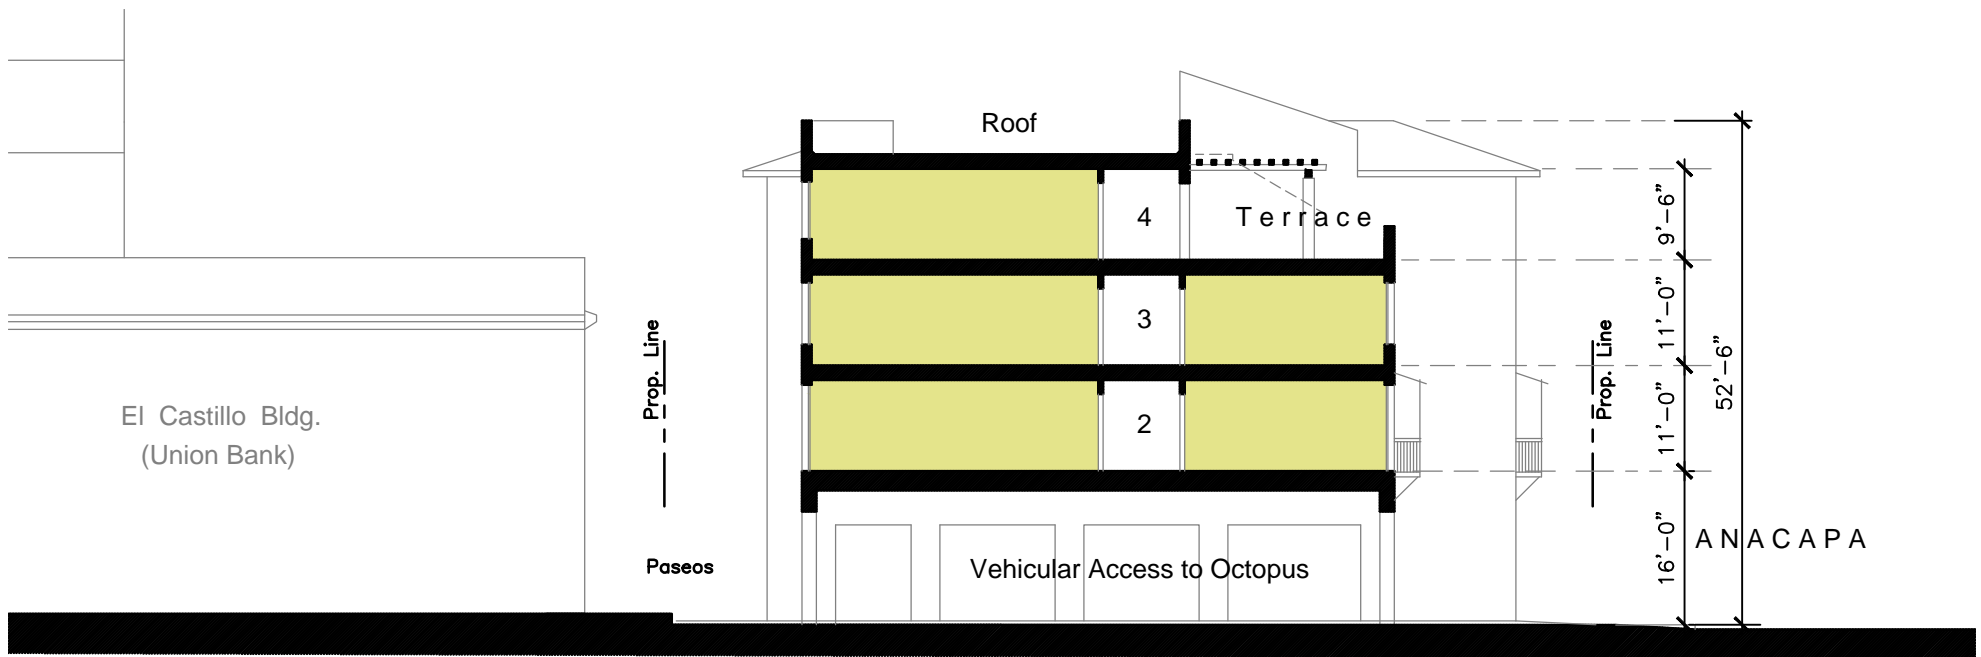 Roof
4
Terrace
9'-6"
3
11'-0"
Prop. Line
Prop. Line
52'-6"
El Castillo Bldg.
(Union Bank)
2
11'-0"
Paseos
Vehicular Access to Octopus
16'-0"
ANACAPA